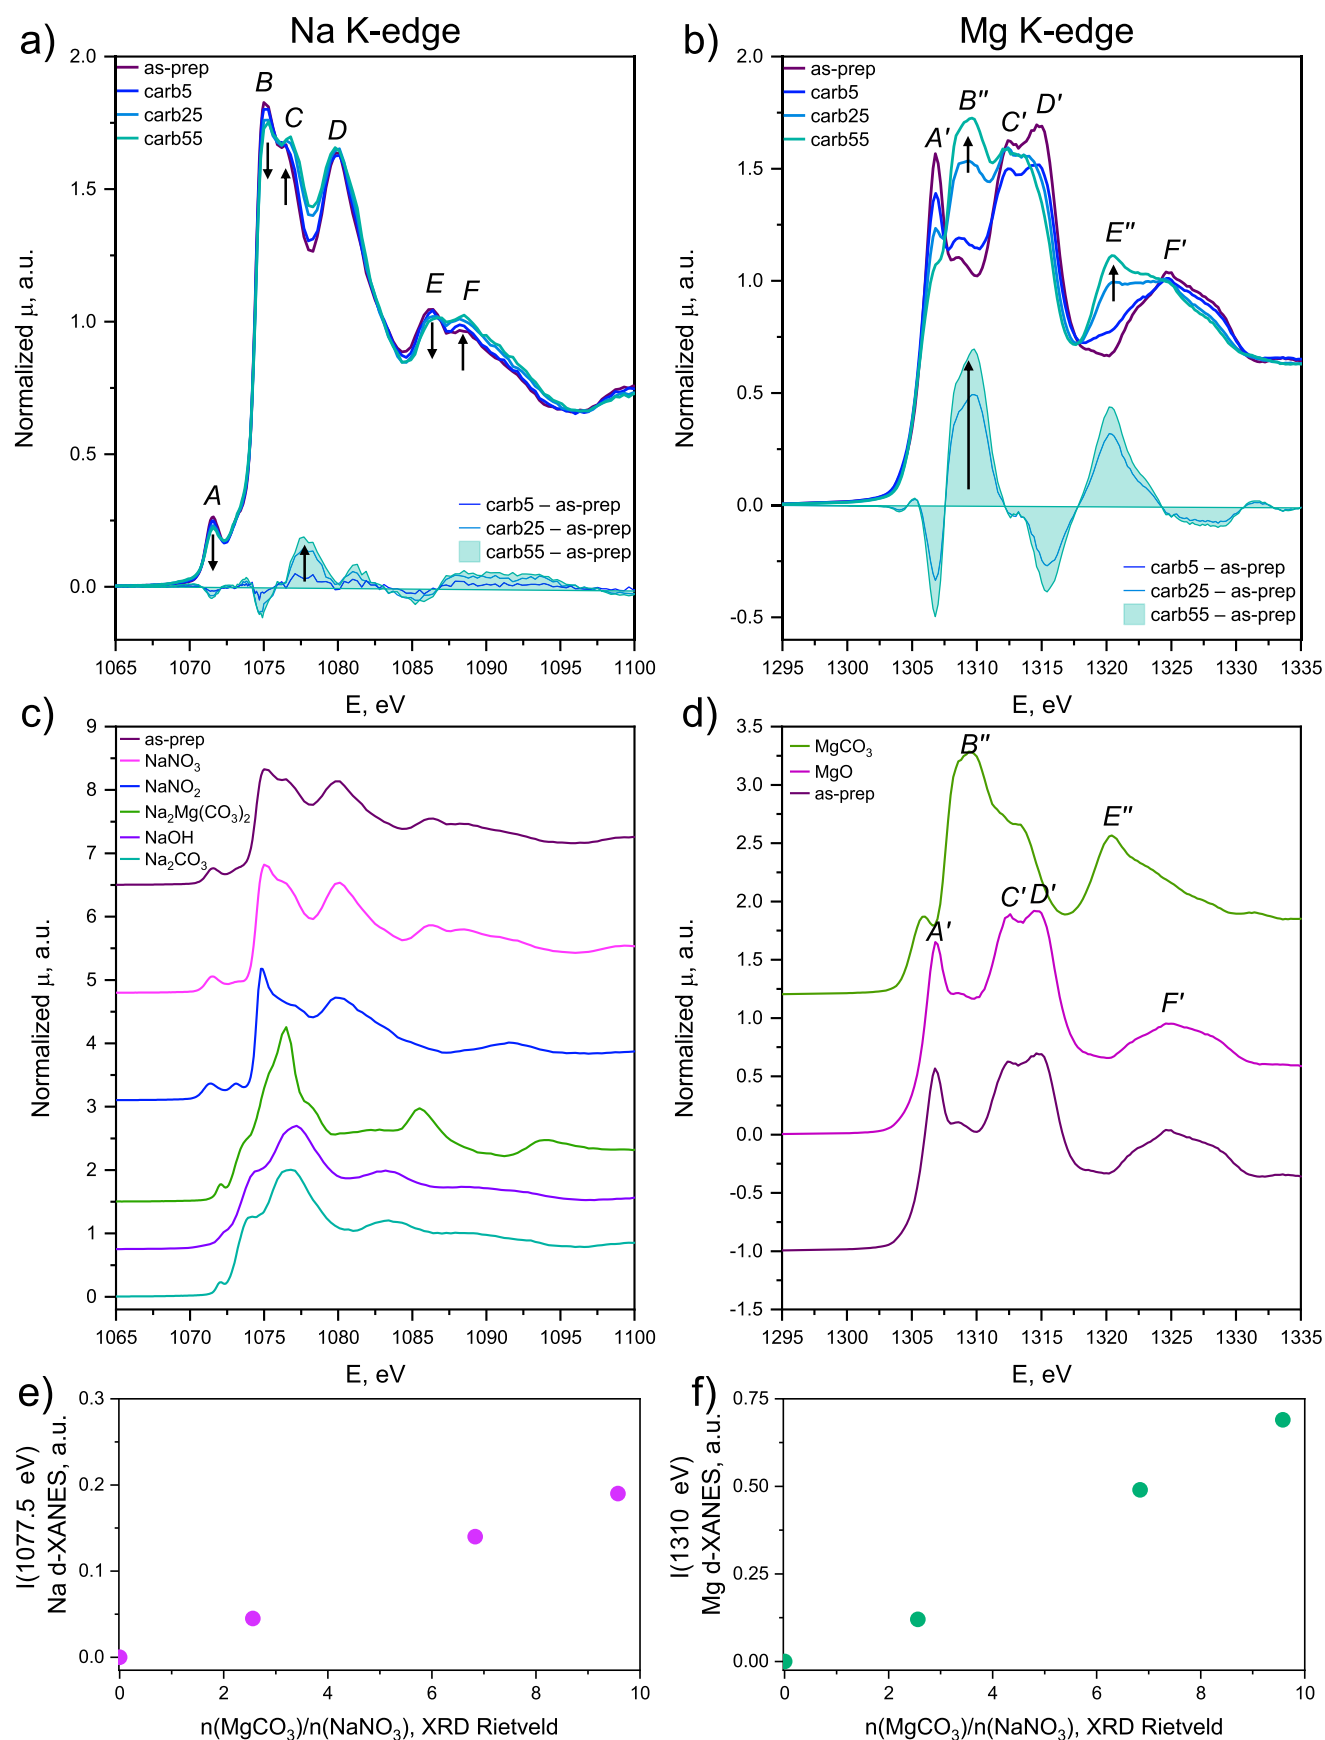 a)
Na K-edge
2.0
1.5
1.0
0.5
0.0
Normalized μ, a.u.
as-prep
carb5
carb25
carb55
A
B
C
D
E
F
carb5 – as-prep
carb25 – as-prep
carb55 – as-prep
1065 1070 1075 1080 1085 1090 1095 1100
E, eV
b)
Mg K-edge
2.0
1.5
1.0
0.5
0.0
-0.5
Normalized μ, a.u.
as-prep
carb5
carb25
carb55
A'
B''
C'
D'
E''
F'
carb5 – as-prep
carb25 – as-prep
carb55 – as-prep
1295 1300 1305 1310 1315 1320 1325 1330 1335
E, eV
c)
9
8
7
6
5
4
3
2
1
0
Normalized μ, a.u.
as-prep
NaNO₃
NaNO₂
Na₂Mg(CO₃)₂
NaOH
Na₂CO₃
1065 1070 1075 1080 1085 1090 1095 1100
E, eV
d)
3.5
3.0
2.5
2.0
1.5
1.0
0.5
0.0
-0.5
-1.0
-1.5
Normalized μ, a.u.
MgCO₃
MgO
as-prep
B''
E''
A'
C'
D'
F'
1295 1300 1305 1310 1315 1320 1325 1330 1335
E, eV
e)
0.3
0.2
0.1
0.0
I(1077.5 eV)
Na d-XANES, a.u.
0 2 4 6 8 10
n(MgCO₃)/n(NaNO₃), XRD Rietveld
f)
0.75
0.50
0.25
0.00
I(1310 eV)
Mg d-XANES, a.u.
0 2 4 6 8 10
n(MgCO₃)/n(NaNO₃), XRD Rietveld